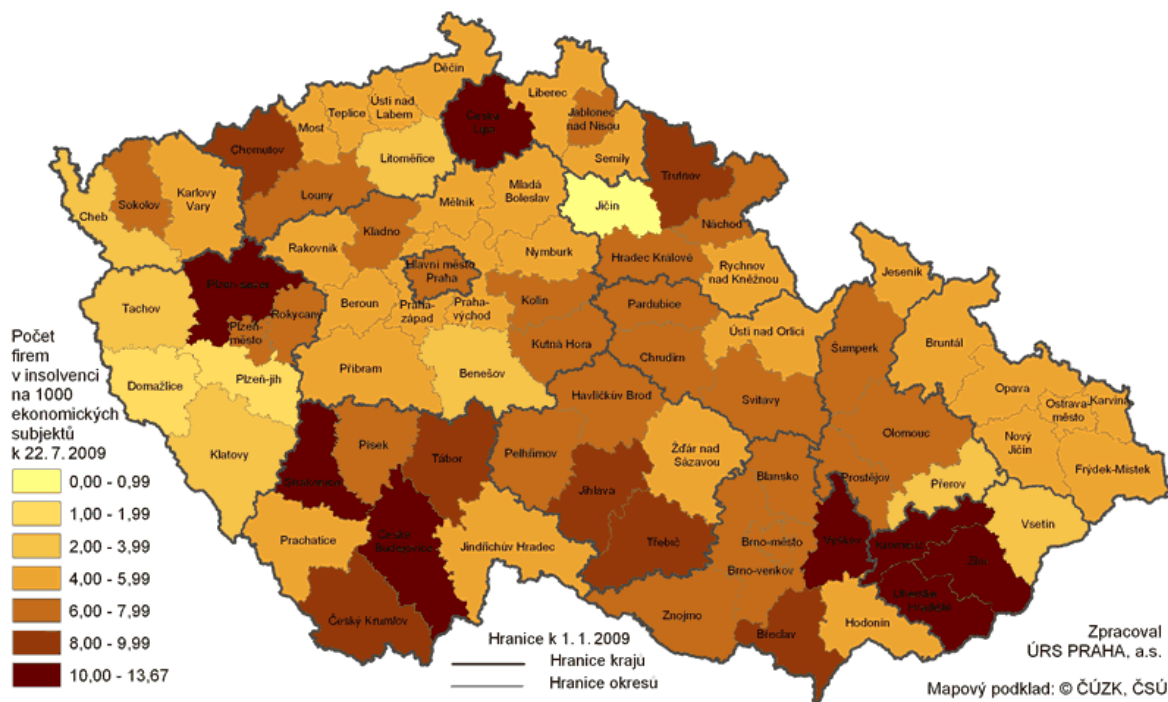 Děčín
Liberec
Ústí nad
Labem
Teplice
Most
Česká
Lípa
Jablonec
nad Nisou
Semily
Chomutov
Litoměřice
Trutnov
Louny
Mladá
Boleslav
Karlovy
Vary
Sokolov
Cheb
Mělník
Jičín
Náchod
Kladno
Rakovník
Nymburk
Hradec Králové
Hlavní město
Praha
Rychnov
nad Kněžnou
Jeseník
Plzeň-sever
Tachov
Rokycany
Beroun
Praha-
západ
Praha-
východ
Kolín
Pardubice
Plzeň-
město
Ústí nad Orlicí
Šumperk
Bruntál
Kutná Hora
Chrudim
Příbram
Benešov
Plzeň-jih
Domažlice
Opava
Ostrava-
město
Karviná
Havlíčkův Brod
Svitavy
Olomouc
Nový
Jičín
Frýdek-Místek
Klatovy
Písek
Tábor
Pelhřimov
Žďár nad
Sázavou
Strakonice
Jihlava
Blansko
Prostějov
Přerov
Vsetín
Prachatice
České
Budějovice
Jindřichův Hradec
Třebíč
Brno-město
Brno-venkov
Vyškov
Kroměříž
Zlín
Uherské
Hradiště
Český Krumlov
Znojmo
Břeclav
Hodonín
Počet
firem
v insolvenci
na 1000
ekonomických
subjektů
k 22. 7. 2009
0,00 - 0,99
1,00 - 1,99
2,00 - 3,99
4,00 - 5,99
6,00 - 7,99
8,00 - 9,99
10,00 - 13,67
Hranice k 1. 1. 2009
Hranice krajů
Hranice okresů
Zpracoval
ÚRS PRAHA, a.s.
Mapový podklad: © ČÚZK, ČSÚ